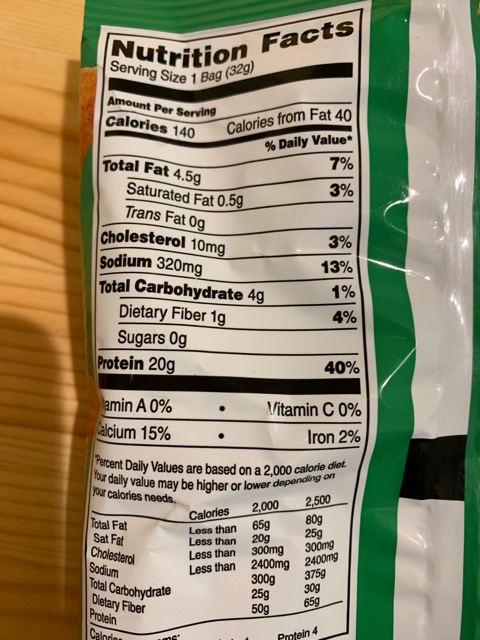 Nutrition Facts
Serving Size 1 Bag (32g)
Amount Per Serving
Calories 140 Calories from Fat 40
% Daily Value*
Total Fat 4.5g 7%
Saturated Fat 0.5g 3%
Trans Fat 0g
Cholesterol 10mg 3%
Sodium 320mg 13%
Total Carbohydrate 4g 1%
Dietary Fiber 1g 4%
Sugars 0g
Protein 20g 40%
amin A 0% • Vitamin C 0%
alcium 15% • Iron 2%
*Percent Daily Values are based on a 2,000 calorie diet.
Your daily value may be higher or lower depending on
your calories needs.
Calories 2,000 2,500
Total Fat Less than 65g 80g
Sat Fat Less than 20g 25g
Cholesterol Less than 300mg 300mg
Sodium Less than 2400mg 2400mg
Total Carbohydrate 300g 375g
Dietary Fiber 25g 30g
Protein 50g 65g
Protein 4